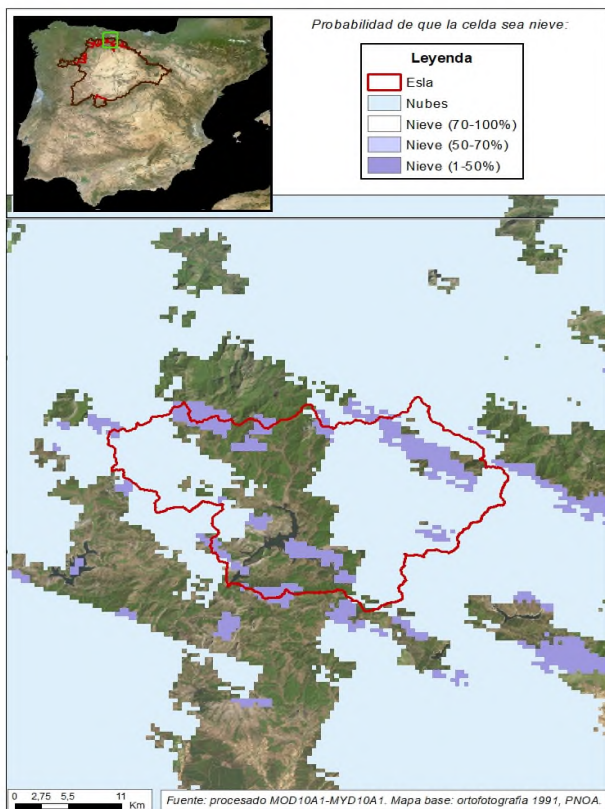 Probabilidad de que la celda sea nieve:
Leyenda
Esla
Nubes
Nieve (70-100%)
Nieve (50-70%)
Nieve (1-50%)
0 2,75 5,5 11
Km
Fuente: procesado MOD10A1-MYD10A1. Mapa base: ortofotografia 1991, PNOA